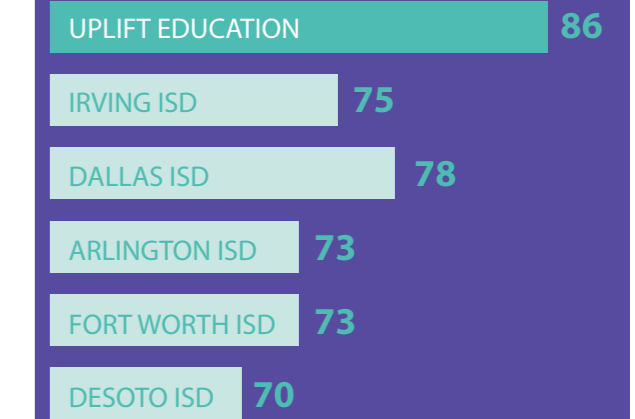 UPLIFT EDUCATION 86
IRVING ISD 75
DALLAS ISD 78
ARLINGTON ISD 73
FORT WORTH ISD 73
DESOTO ISD 70